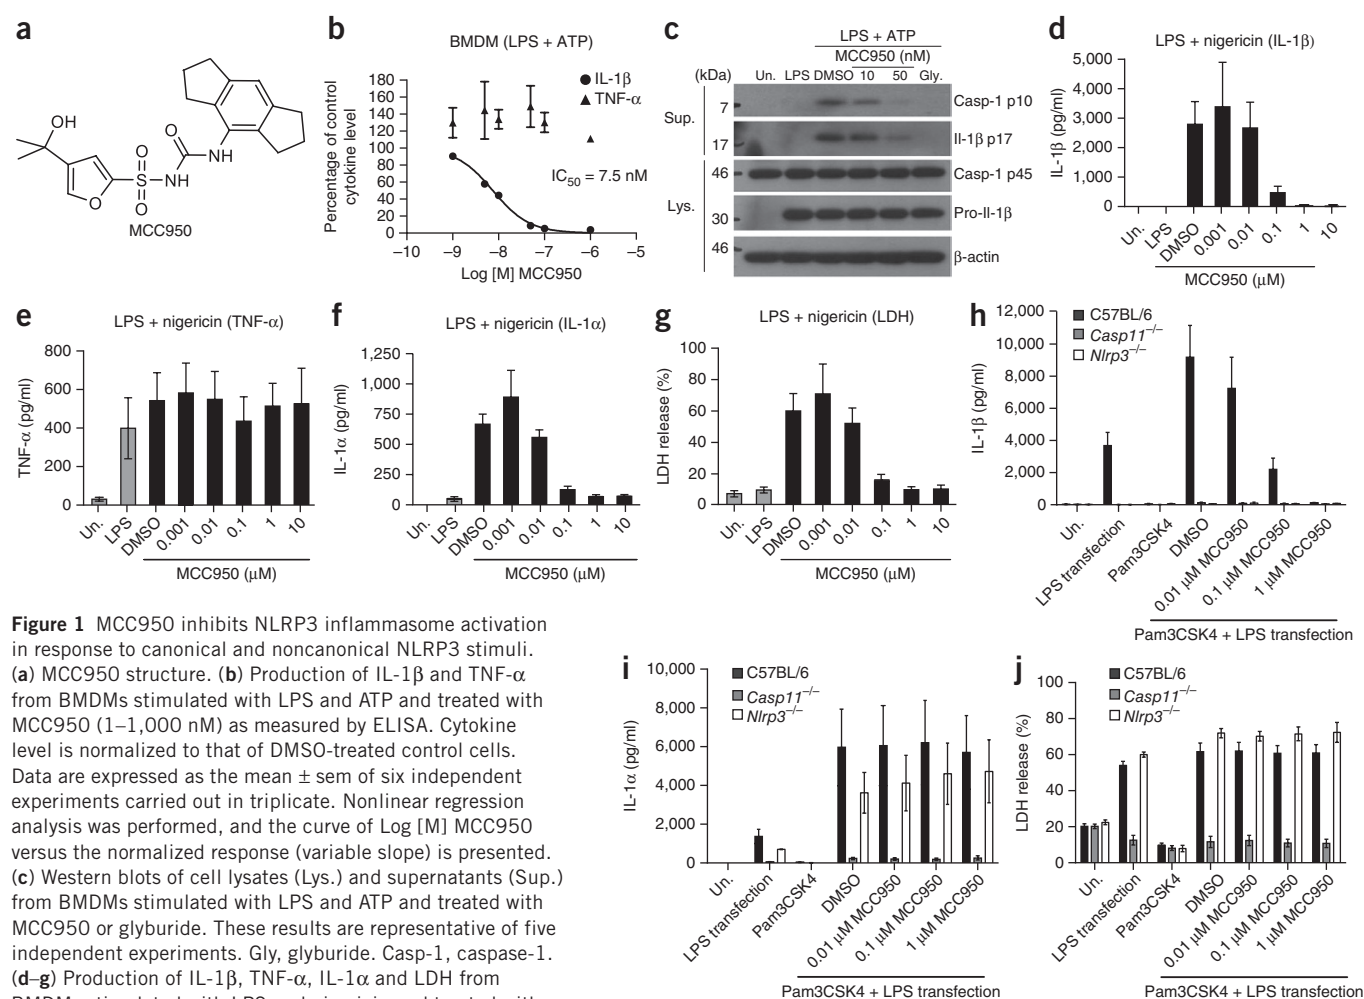 a
OH
O
O
S
NH
O
O
NH
MCC950
b
BMDM (LPS + ATP)
Percentage of control
cytokine level
180
160
140
120
100
80
60
40
20
0
IL-1β
TNF-α
IC50 = 7.5 nM
–10 –9 –8 –7 –6 –5
Log [M] MCC950
c
LPS + ATP
MCC950 (nM)
(kDa) Un. LPS DMSO 10 50 Gly.
Sup.
7 Casp-1 p10
17 Il-1β p17
Lys.
46 Casp-1 p45
30 Pro-Il-1β
46 β-actin
d
LPS + nigericin (IL-1β)
IL-1β (pg/ml)
5,000
4,000
3,000
2,000
1,000
0
Un. LPS DMSO 0.001 0.01 0.1 1 10
MCC950 (μM)
e
LPS + nigericin (TNF-α)
TNF-α (pg/ml)
800
600
400
200
0
Un. LPS DMSO 0.001 0.01 0.1 1 10
MCC950 (μM)
f
LPS + nigericin (IL-1α)
IL-1α (pg/ml)
1,250
1,000
750
500
250
0
Un. LPS DMSO 0.001 0.01 0.1 1 10
MCC950 (μM)
g
LPS + nigericin (LDH)
LDH release (%)
100
80
60
40
20
0
Un. LPS DMSO 0.001 0.01 0.1 1 10
MCC950 (μM)
h
IL-1β (pg/ml)
12,000
10,000
8,000
6,000
4,000
2,000
0
C57BL/6
Casp11–/–
Nlrp3–/–
Un. LPS transfection Pam3CSK4 DMSO 0.01 μM MCC950 0.1 μM MCC950 1 μM MCC950
Pam3CSK4 + LPS transfection
Figure 1 MCC950 inhibits NLRP3 inflammasome activation
in response to canonical and noncanonical NLRP3 stimuli.
(a) MCC950 structure. (b) Production of IL-1β and TNF-α
from BMDMs stimulated with LPS and ATP and treated with
MCC950 (1–1,000 nM) as measured by ELISA. Cytokine
level is normalized to that of DMSO-treated control cells.
Data are expressed as the mean ± sem of six independent
experiments carried out in triplicate. Nonlinear regression
analysis was performed, and the curve of Log [M] MCC950
versus the normalized response (variable slope) is presented.
(c) Western blots of cell lysates (Lys.) and supernatants (Sup.)
from BMDMs stimulated with LPS and ATP and treated with
MCC950 or glyburide. These results are representative of five
independent experiments. Gly, glyburide. Casp-1, caspase-1.
(d–g) Production of IL-1β, TNF-α, IL-1α and LDH from
i
IL-1α (pg/ml)
10,000
8,000
6,000
4,000
2,000
0
C57BL/6
Casp11–/–
Nlrp3–/–
Un. LPS transfection Pam3CSK4 DMSO 0.01 μM MCC950 0.1 μM MCC950 1 μM MCC950
Pam3CSK4 + LPS transfection
j
LDH release (%)
100
80
60
40
20
0
C57BL/6
Casp11–/–
Nlrp3–/–
Un. LPS transfection Pam3CSK4 DMSO 0.01 μM MCC950 0.1 μM MCC950 1 μM MCC950
Pam3CSK4 + LPS transfection